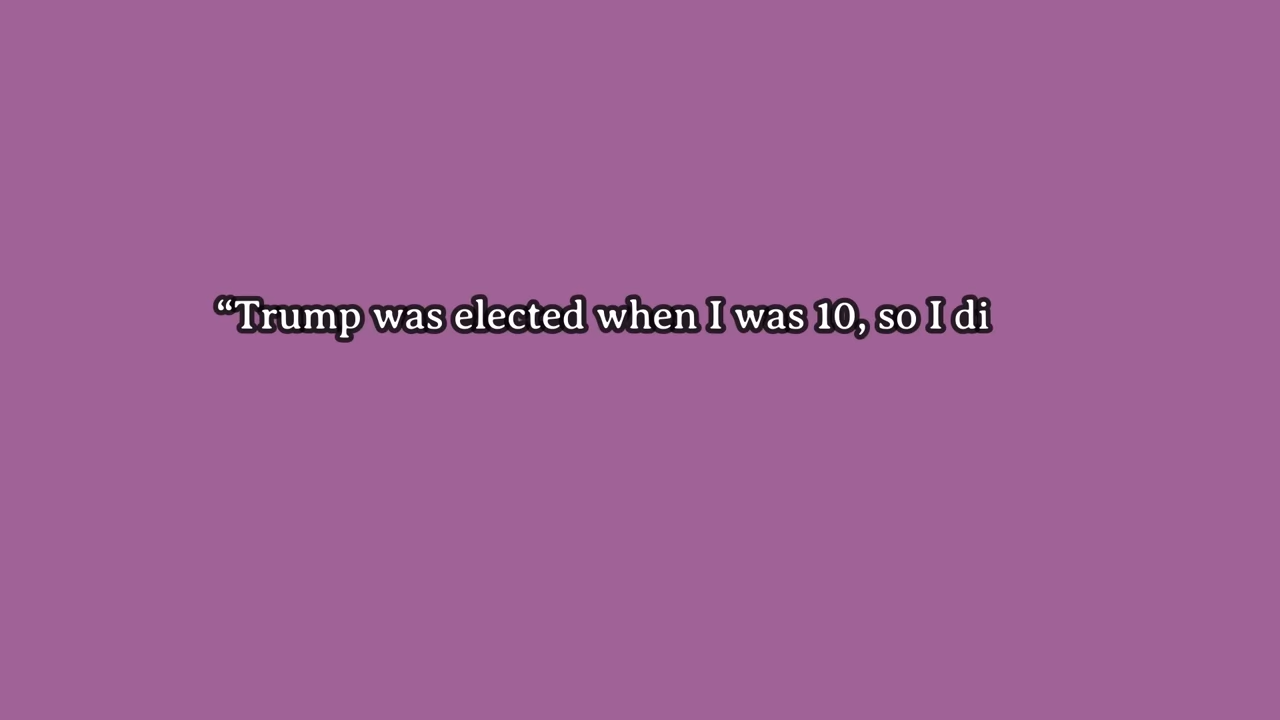 “Trump was elected when I was 10, so I di